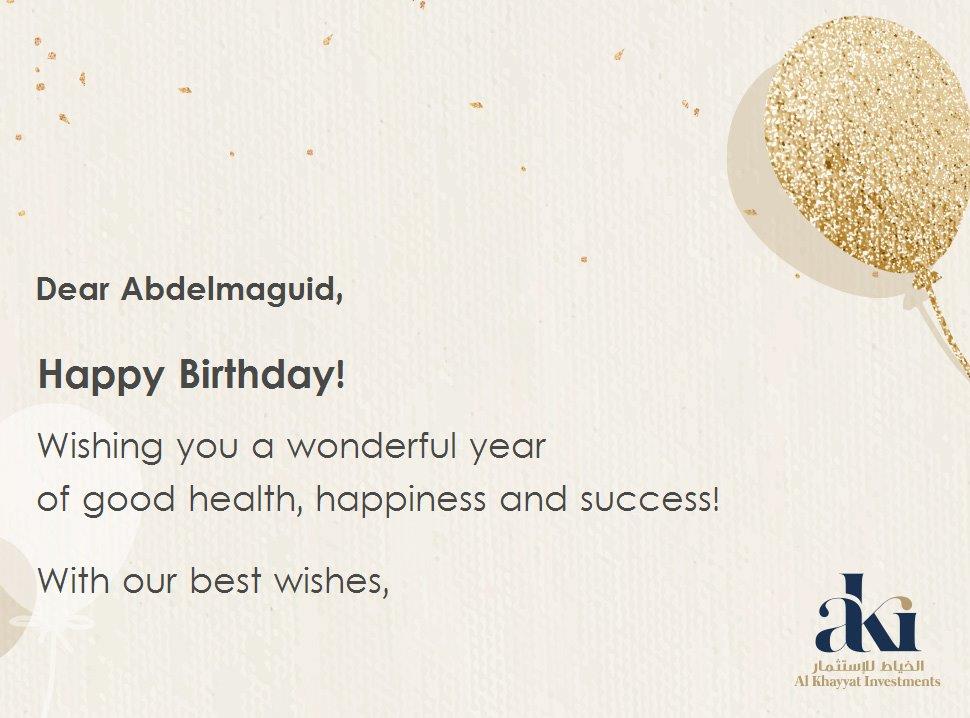 Dear Abdelmaguid,
Happy Birthday!
Wishing you a wonderful year
of good health, happiness and success!
With our best wishes,
aki
الخياط للإستثمار
Al Khayyat Investments